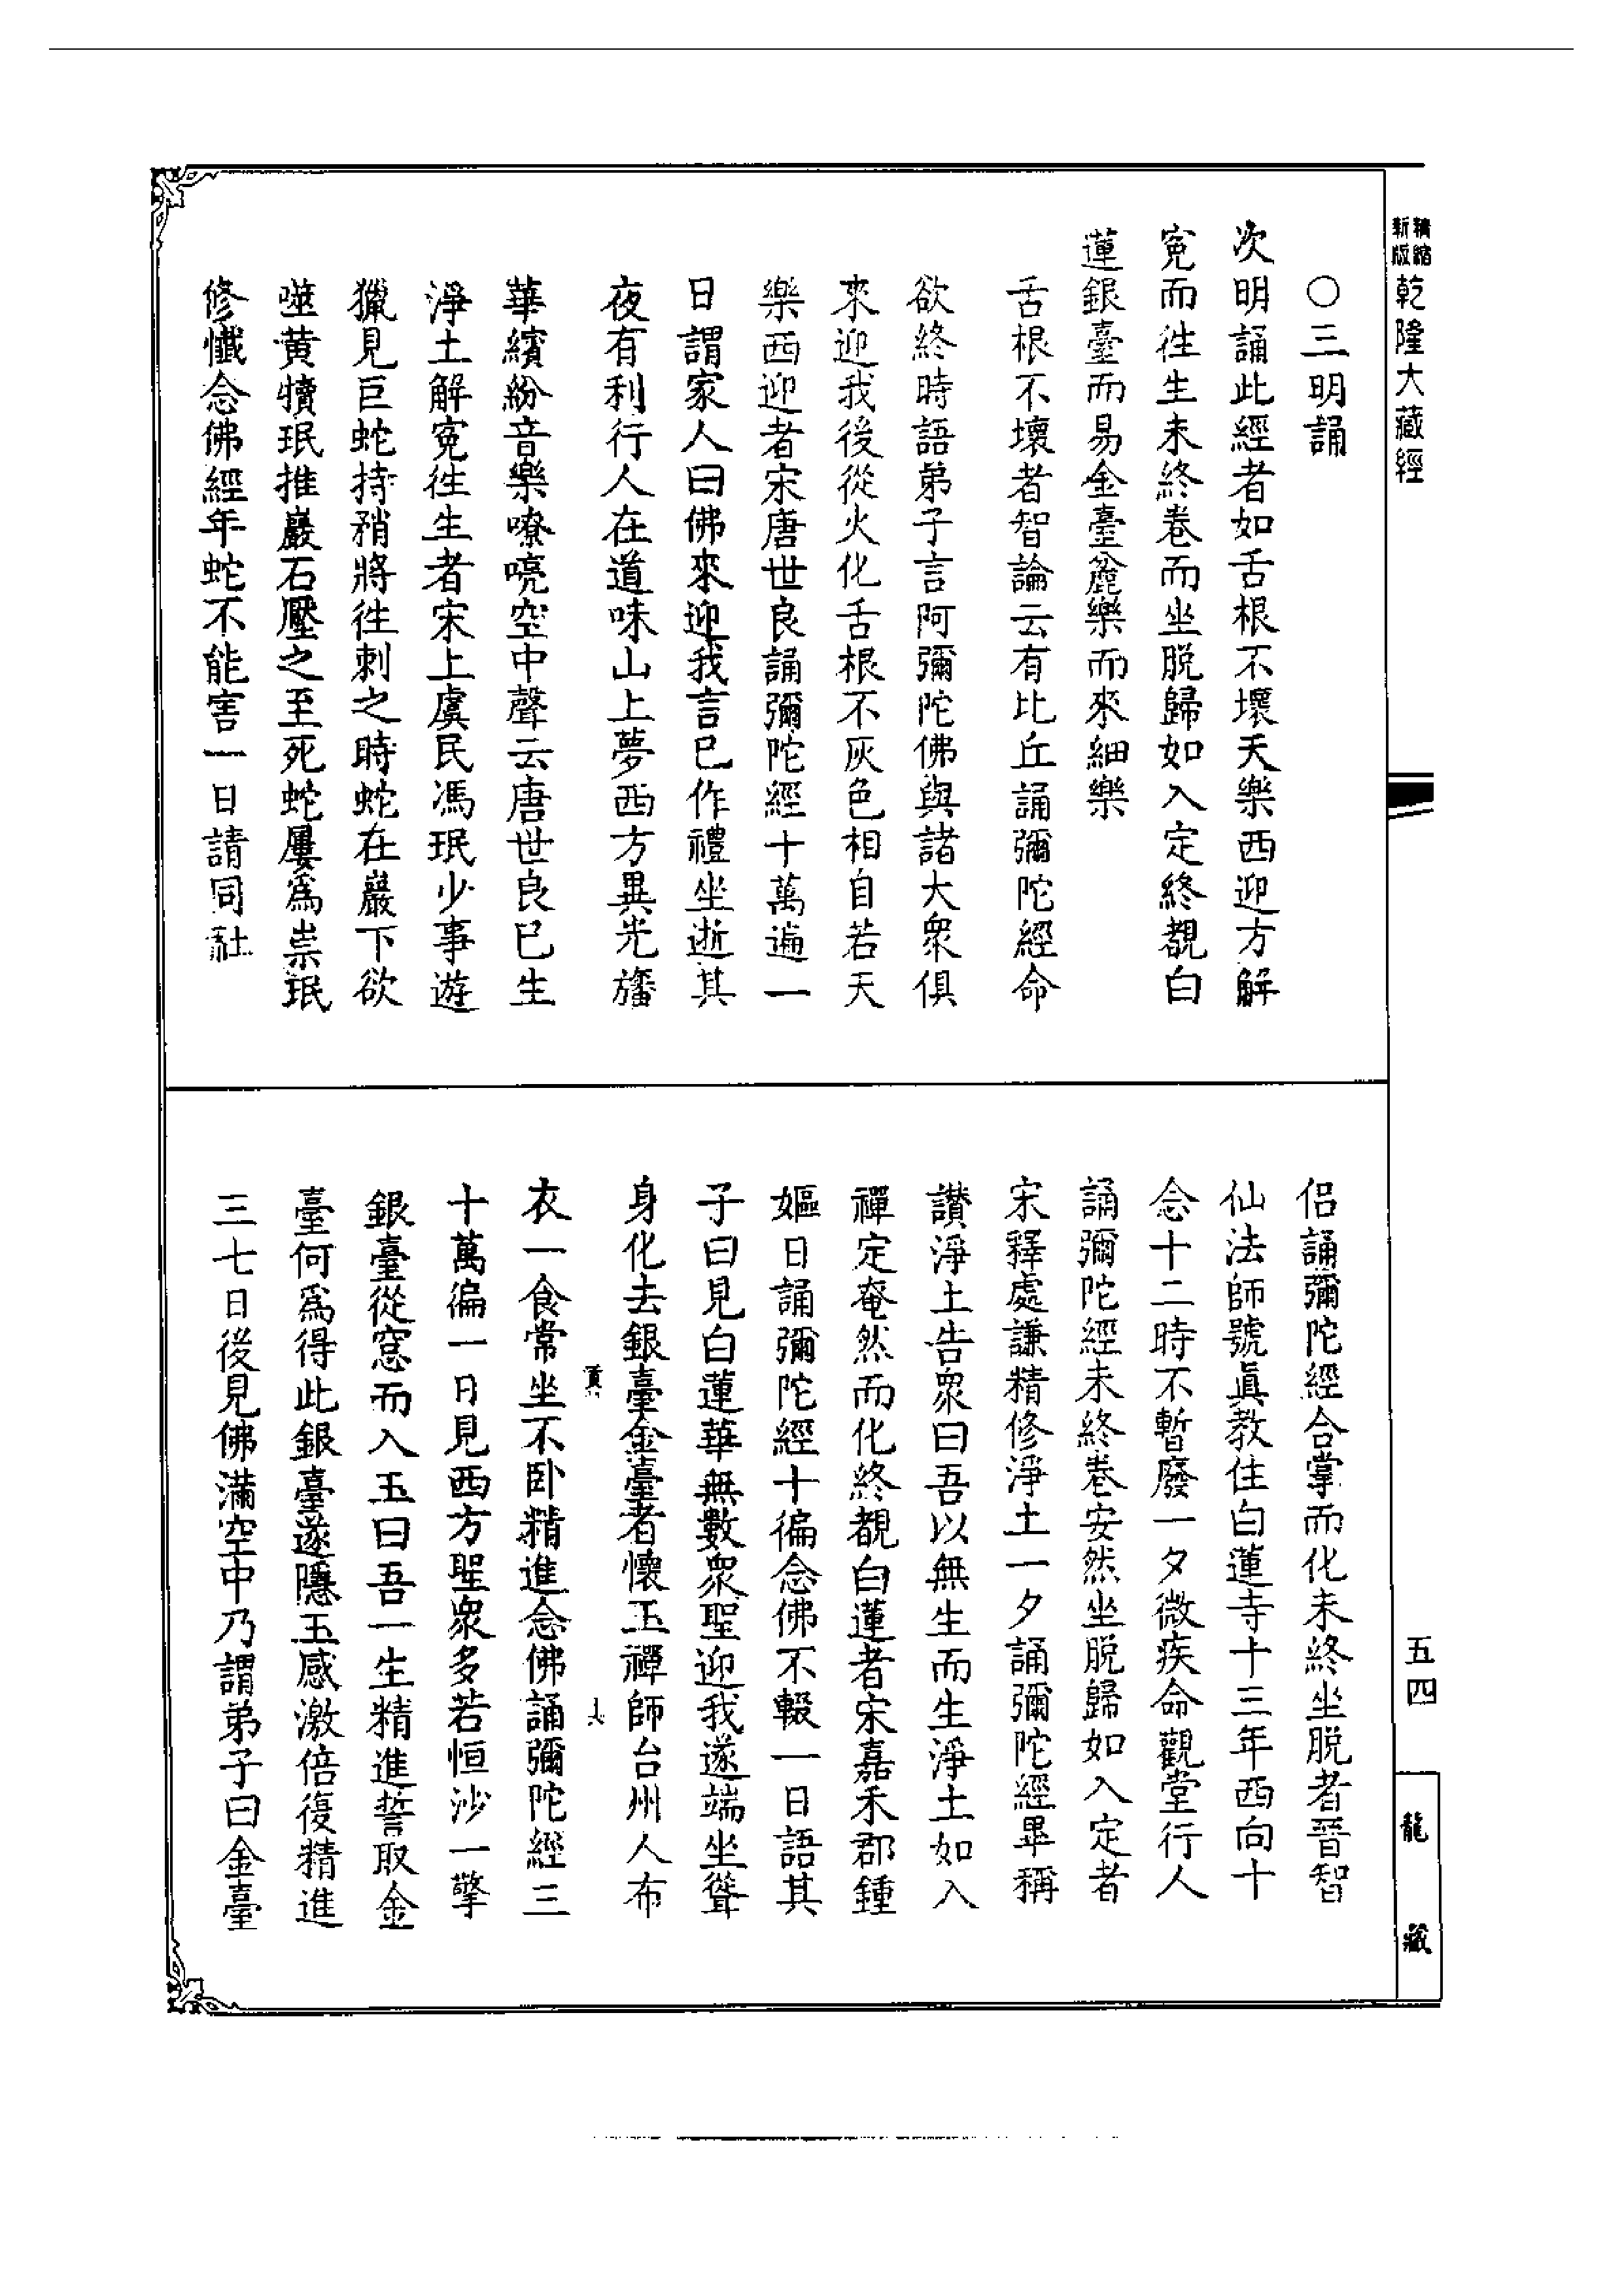 新版精縮乾隆大藏經
○三明誦
次明誦此經者如舌根不壞天樂西迎方解
寃而徃生未終卷而坐脱歸如入定終覩白
蓮銀臺而易金臺麁樂而來細樂
舌根不壞者智論云有比丘誦彌陀經命
欲終時語弟子言阿彌陀佛與諸大衆俱
來迎我後從火化舌根不灰色相自若天
樂西迎者宋唐世良誦彌陀經十萬遍一
日謂家人曰佛來迎我言已作禮坐逝其
夜有利行人在道味山上夢西方異光旛
華繽紛音樂嘹喨空中聲云唐世良已生
淨土解寃徃生者宋上虞民馮珉少事遊
獵見巨蛇持矟將徃刺之時蛇在巖下欲
噬黄犢珉推巖石壓之至死蛇屢爲祟珉
修懺念佛經年蛇不能害一日請同社
侣誦彌陀經合掌而化未終坐脱者晉智
仙法師號眞教住白蓮寺十三年西向十
念十二時不暫廢一夕微疾命觀堂行人
誦彌陀經未終卷安然坐脱歸如入定者
宋釋處謙精修淨土一夕誦彌陀經畢稱
讚淨土告衆曰吾以無生而生淨土如入
禪定奄然而化終覩白蓮者宋嘉禾郡鍾
嫗日誦彌陀經十徧念佛不輟一日語其
子曰見白蓮華無數衆聖迎我遂端坐聳
身化去銀臺金臺者懷玉禪師台州人布
衣一食常坐不卧精進念佛誦彌陀經三
十萬徧一日見西方聖衆多若恒沙一擎
銀臺從窓而入玉曰吾一生精進誓取金
臺何爲得此銀臺遂隱玉感激倍復精進
三七日後見佛滿空中乃謂弟子曰金臺
五四
龍藏